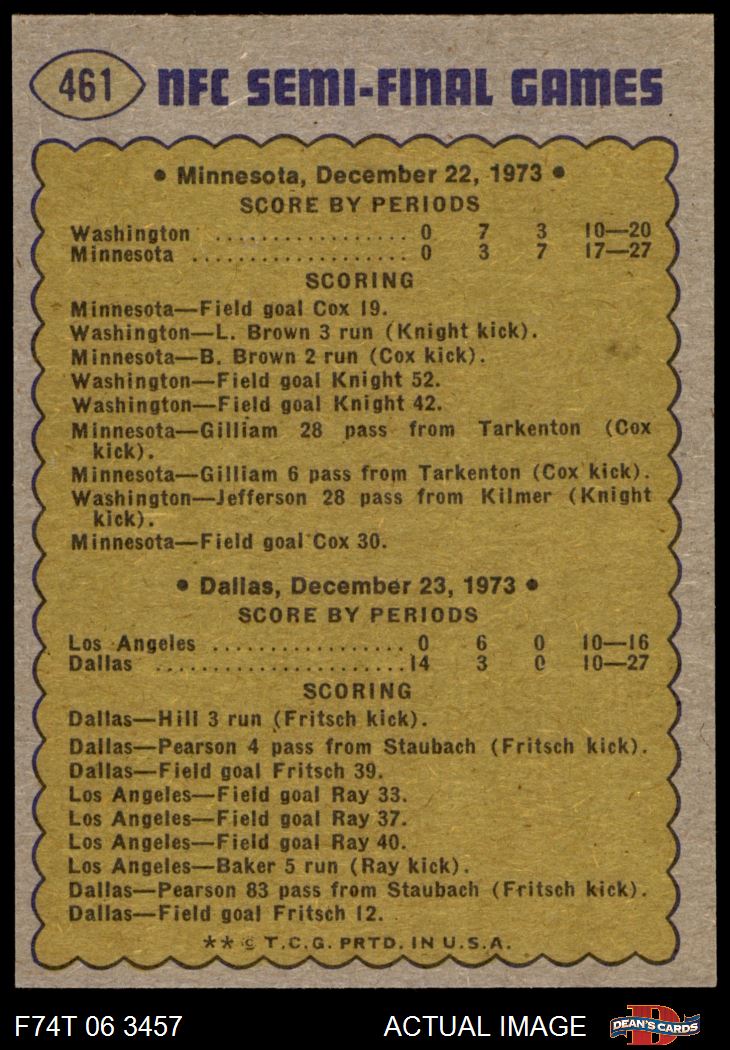 461 NFC SEMI-FINAL GAMES
• Minnesota, December 22, 1973 •
SCORE BY PERIODS
Washington .................. 0 7 3 10—20
Minnesota .................... 0 3 7 17—27
SCORING
Minnesota—Field goal Cox 19.
Washington—L. Brown 3 run (Knight kick).
Minnesota—B. Brown 2 run (Cox kick).
Washington—Field goal Knight 52.
Washington—Field goal Knight 42.
Minnesota—Gilliam 28 pass from Tarkenton (Cox
kick).
Minnesota—Gilliam 6 pass from Tarkenton (Cox kick).
Washington—Jefferson 28 pass from Kilmer (Knight
kick).
Minnesota—Field goal Cox 30.
• Dallas, December 23, 1973 •
SCORE BY PERIODS
Los Angeles .................. 0 6 0 10—16
Dallas .......................14 3 0 10—27
SCORING
Dallas—Hill 3 run (Fritsch kick).
Dallas—Pearson 4 pass from Staubach (Fritsch kick).
Dallas—Field goal Fritsch 39.
Los Angeles—Field goal Ray 33.
Los Angeles—Field goal Ray 37.
Los Angeles—Field goal Ray 40.
Los Angeles—Baker 5 run (Ray kick).
Dallas—Pearson 83 pass from Staubach (Fritsch kick).
Dallas—Field goal Fritsch 12.
** © T.C.G. PRTD. IN U.S.A.
F74T 06 3457 ACTUAL IMAGE D DEAN'S CARDS